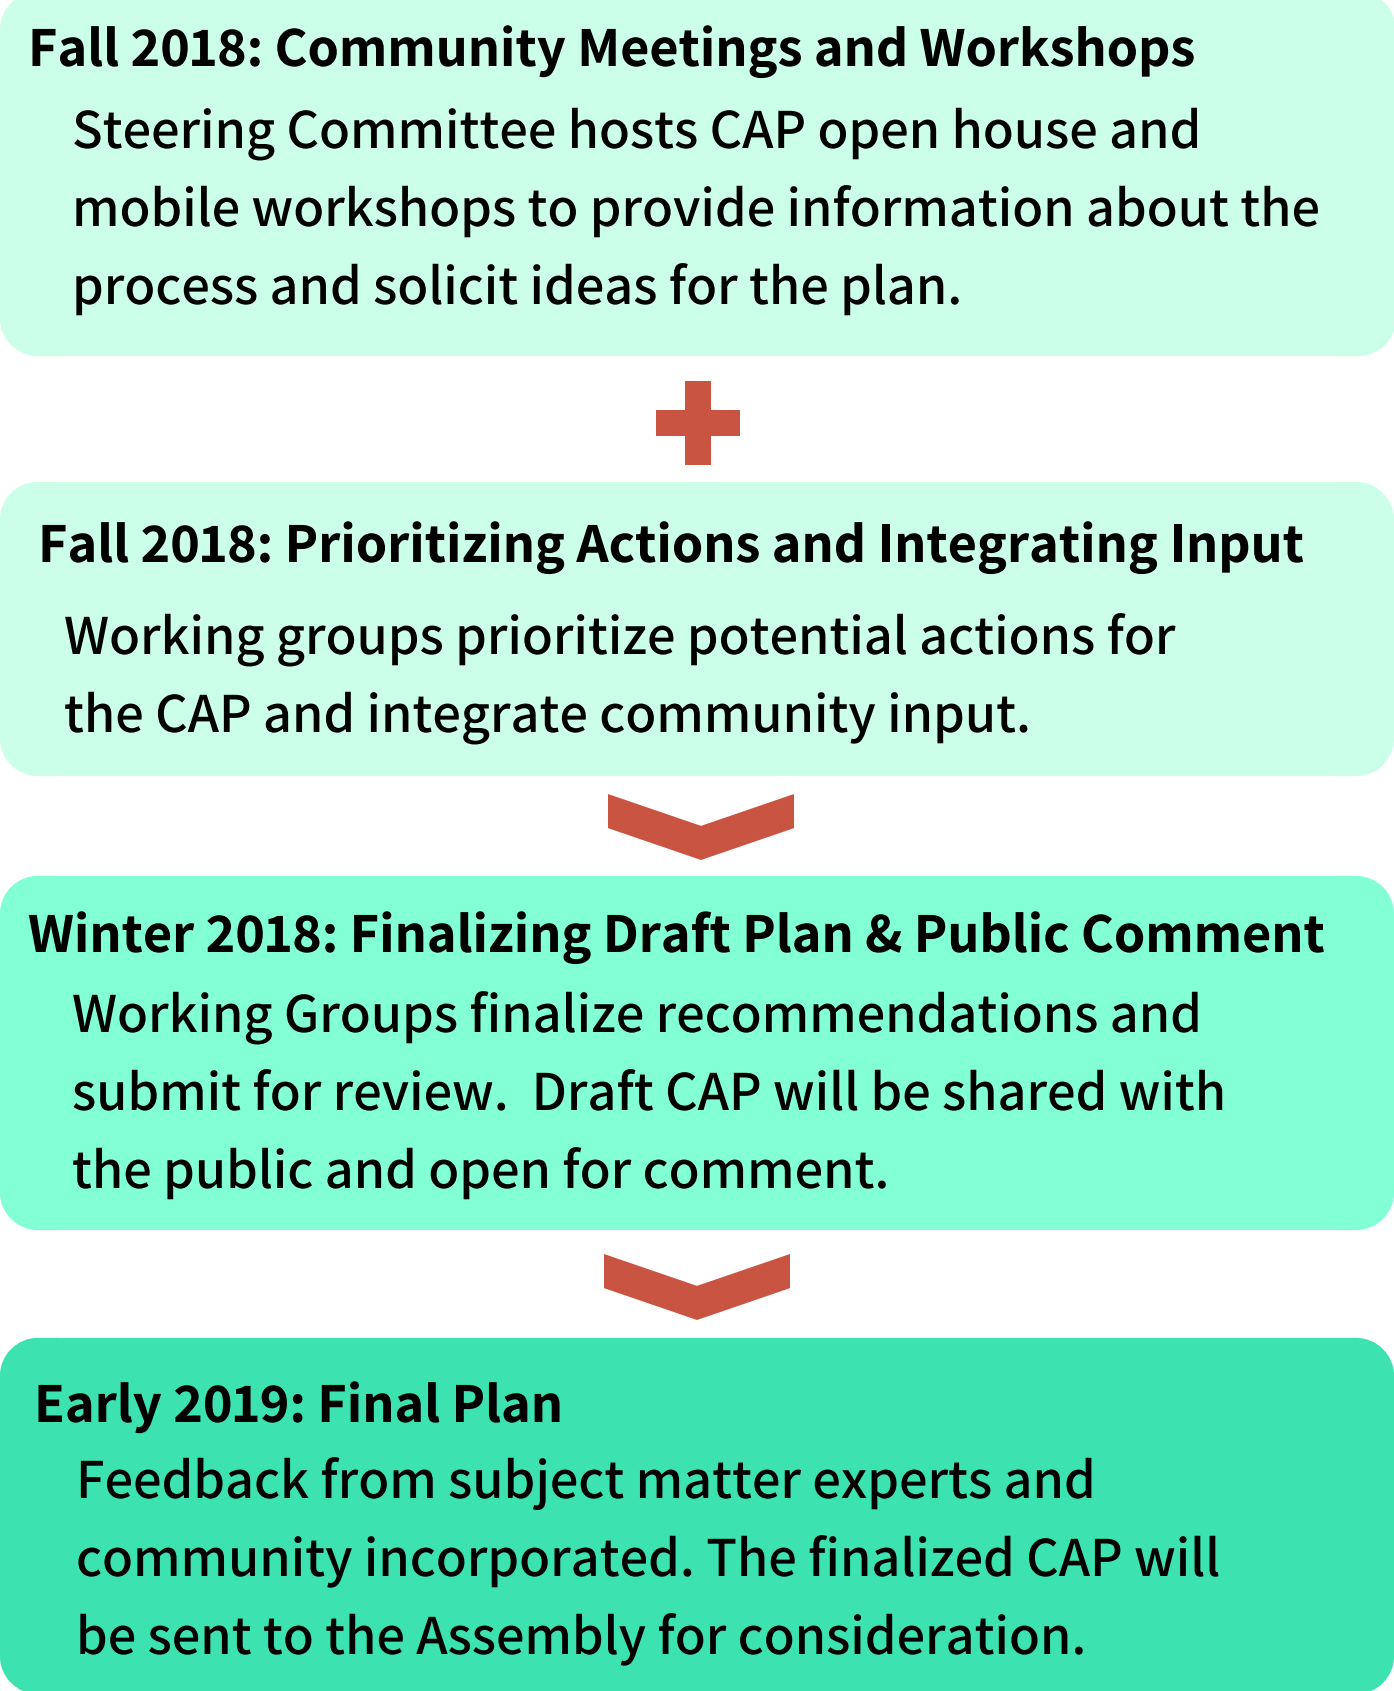 Fall 2018: Community Meetings and Workshops
Steering Committee hosts CAP open house and
mobile workshops to provide information about the
process and solicit ideas for the plan.
Fall 2018: Prioritizing Actions and Integrating Input
Working groups prioritize potential actions for
the CAP and integrate community input.
Winter 2018: Finalizing Draft Plan & Public Comment
Working Groups finalize recommendations and
submit for review.  Draft CAP will be shared with
the public and open for comment.
Early 2019: Final Plan
Feedback from subject matter experts and
community incorporated. The finalized CAP will
be sent to the Assembly for consideration.